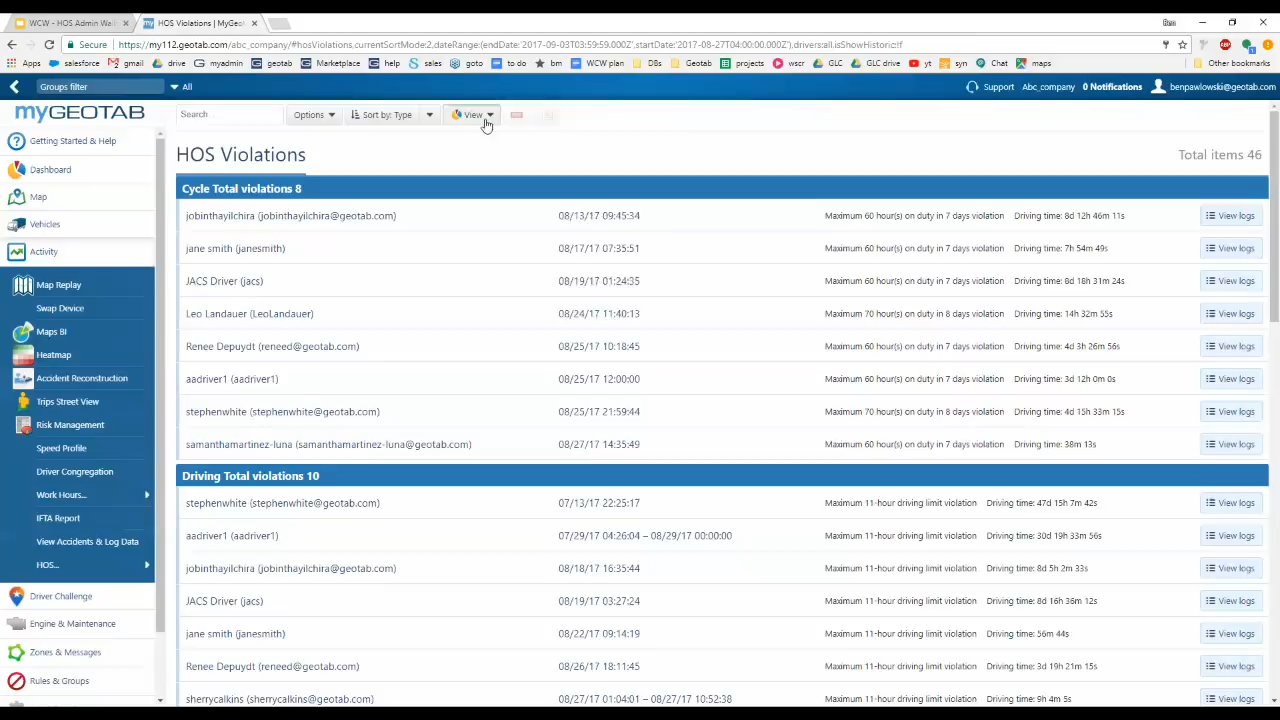 WCW - HOS Admin Wal
HOS Violations | MyGeo
Ben
Secure https://my112.geotab.com/abc_company/#hosViolations,currentSortMode:2,dateRange:(endDate:'2017-09-03T03:59:59.000Z',startDate:'2017-08-27T04:00:00.000Z'),drivers:all,isShowHistoric:!f
Apps salesforce gmail drive myadmin geotab Marketplace help sales goto to do bm WCW plan DBs Geotab projects wscr GLC GLC drive yt syn Chat maps Other bookmarks
Groups filter All Support Abc_company 0 Notifications benpawlowski@geotab.com
myGEOTAB
Search... Options Sort by: Type View
Getting Started & Help
Dashboard
Map
Vehicles
Activity
Map Replay
Swap Device
Maps BI
Heatmap
Accident Reconstruction
Trips Street View
Risk Management
Speed Profile
Driver Congregation
Work Hours...
IFTA Report
View Accidents & Log Data
HOS...
Driver Challenge
Engine & Maintenance
Zones & Messages
Rules & Groups
HOS Violations Total items 46
Cycle Total violations 8
jobinthayilchira (jobinthayilchira@geotab.com) 08/13/17 09:45:34 Maximum 60 hour(s) on duty in 7 days violation Driving time: 8d 12h 46m 11s View logs
jane smith (janesmith) 08/17/17 07:35:51 Maximum 60 hour(s) on duty in 7 days violation Driving time: 7h 54m 49s View logs
JACS Driver (jacs) 08/19/17 01:24:35 Maximum 60 hour(s) on duty in 7 days violation Driving time: 8d 18h 31m 24s View logs
Leo Landauer (LeoLandauer) 08/24/17 11:40:13 Maximum 70 hour(s) on duty in 8 days violation Driving time: 14h 32m 55s View logs
Renee Depuydt (reneed@geotab.com) 08/25/17 10:18:45 Maximum 60 hour(s) on duty in 7 days violation Driving time: 4d 3h 26m 56s View logs
aadriver1 (aadriver1) 08/25/17 12:00:00 Maximum 60 hour(s) on duty in 7 days violation Driving time: 3d 12h 0m 0s View logs
stephenwhite (stephenwhite@geotab.com) 08/25/17 21:59:44 Maximum 70 hour(s) on duty in 8 days violation Driving time: 4d 15h 33m 15s View logs
samanthamartinez-luna (samanthamartinez-luna@geotab.com) 08/27/17 14:35:49 Maximum 60 hour(s) on duty in 7 days violation Driving time: 38m 13s View logs
Driving Total violations 10
stephenwhite (stephenwhite@geotab.com) 07/13/17 22:25:17 Maximum 11-hour driving limit violation Driving time: 47d 15h 7m 42s View logs
aadriver1 (aadriver1) 07/29/17 04:26:04 – 08/29/17 00:00:00 Maximum 11-hour driving limit violation Driving time: 30d 19h 33m 56s View logs
jobinthayilchira (jobinthayilchira@geotab.com) 08/18/17 16:35:44 Maximum 11-hour driving limit violation Driving time: 8d 5h 2m 33s View logs
JACS Driver (jacs) 08/19/17 03:27:24 Maximum 11-hour driving limit violation Driving time: 8d 16h 36m 12s View logs
jane smith (janesmith) 08/22/17 09:14:19 Maximum 11-hour driving limit violation Driving time: 56m 44s View logs
Renee Depuydt (reneed@geotab.com) 08/26/17 18:11:45 Maximum 11-hour driving limit violation Driving time: 3d 19h 21m 15s View logs
sherrycalkins (sherrycalkins@geotab.com) 08/27/17 01:04:01 – 08/27/17 10:52:38 Maximum 11-hour driving limit violation Driving time: 9h 4m 5s View logs